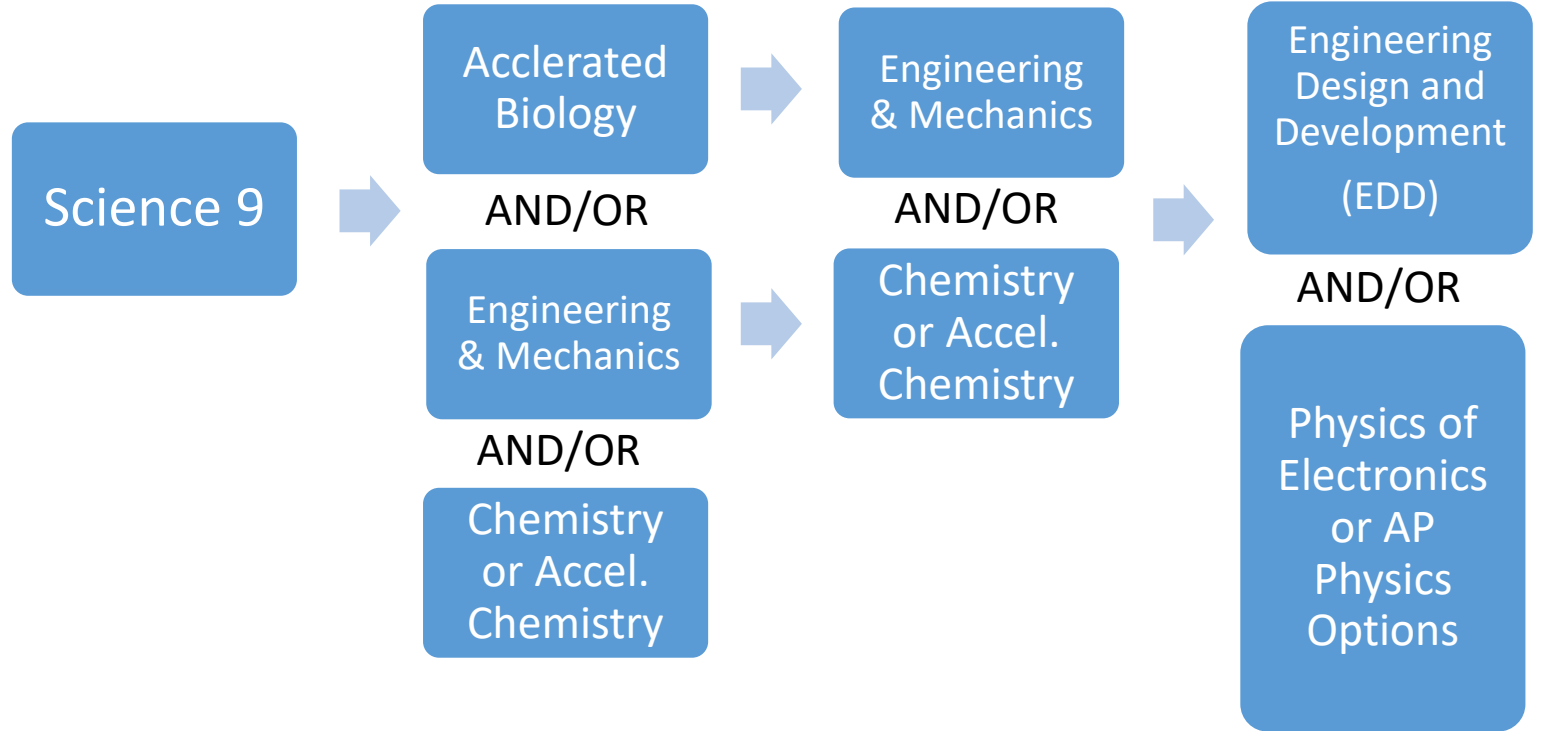 Science 9
Acclerated
Biology
AND/OR
Engineering
& Mechanics
AND/OR
Chemistry
or Accel.
Chemistry
Engineering
& Mechanics
AND/OR
Chemistry
or Accel.
Chemistry
Engineering
Design and
Development
(EDD)
AND/OR
Physics of
Electronics
or AP
Physics
Options